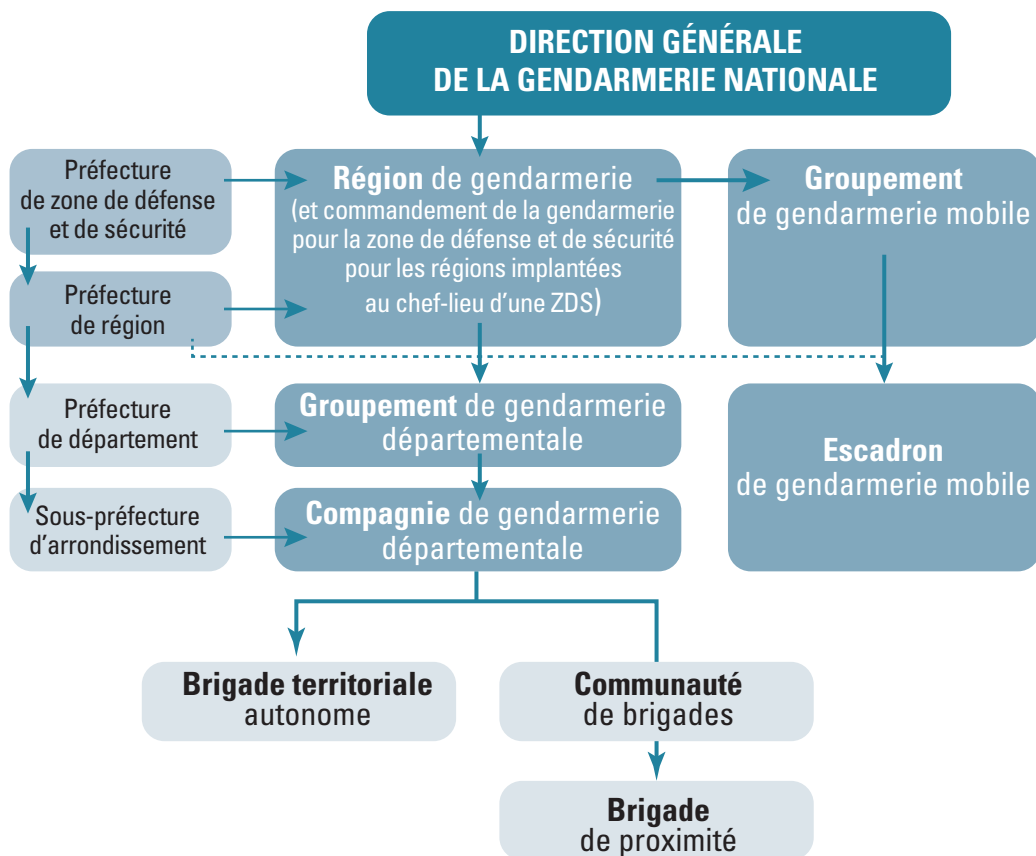 DIRECTION GÉNÉRALE
DE LA GENDARMERIE NATIONALE
Préfecture
de zone de défense
et de sécurité
Région de gendarmerie
(et commandement de la gendarmerie
pour la zone de défense et de sécurité
pour les régions implantées
au chef-lieu d'une ZDS)
Groupement
de gendarmerie mobile
Préfecture
de région
Préfecture
de département
Groupement de gendarmerie
départementale
Escadron
de gendarmerie mobile
Sous-préfecture
d'arrondissement
Compagnie de gendarmerie
départementale
Brigade territoriale
autonome
Communauté
de brigades
Brigade
de proximité